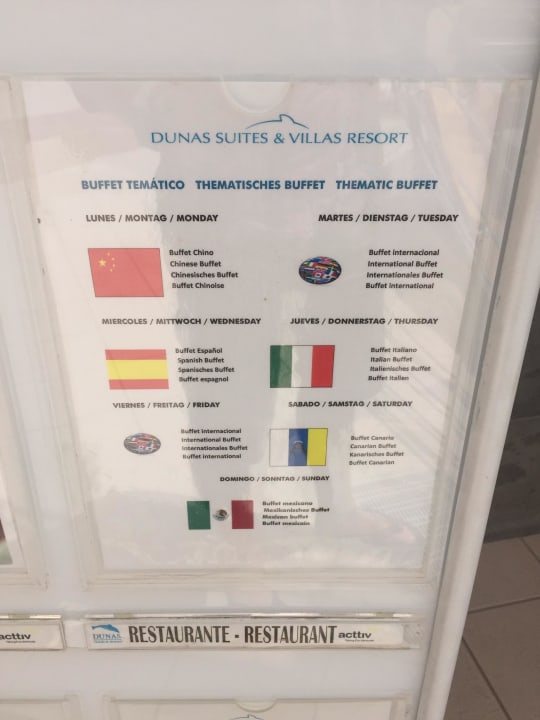 DUNAS SUITES & VILLAS RESORT
BUFFET TEMÁTICO THEMATISCHES BUFFET THEMATIC BUFFET
LUNES / MONTAG / MONDAY
Buffet Chino
Chinese Buffet
Chinesisches Buffet
Buffet Chinoise
MARTES / DIENSTAG / TUESDAY
Buffet internacional
International Buffet
Internationales Buffet
Buffet international
MIERCOLES / MITTWOCH / WEDNESDAY
Buffet Español
Spanish Buffet
Spanisches Buffet
Buffet espagnol
JUEVES / DONNERSTAG / THURSDAY
Buffet Italiano
Italian Buffet
Italienisches Buffet
Buffet Italien
VIERNES / FREITAG / FRIDAY
Buffet internacional
International Buffet
Internationales Buffet
Buffet international
SABADO / SAMSTAG / SATURDAY
Buffet Canario
Canarian Buffet
Kanarisches Buffet
Buffet Canarian
DOMINGO / SONNTAG / SUNDAY
Buffet mexicano
Mexikanisches Buffet
Mexican buffet
Buffet mexicain
acttiv
DUNAS
RESTAURANTE - RESTAURANT
acttiv